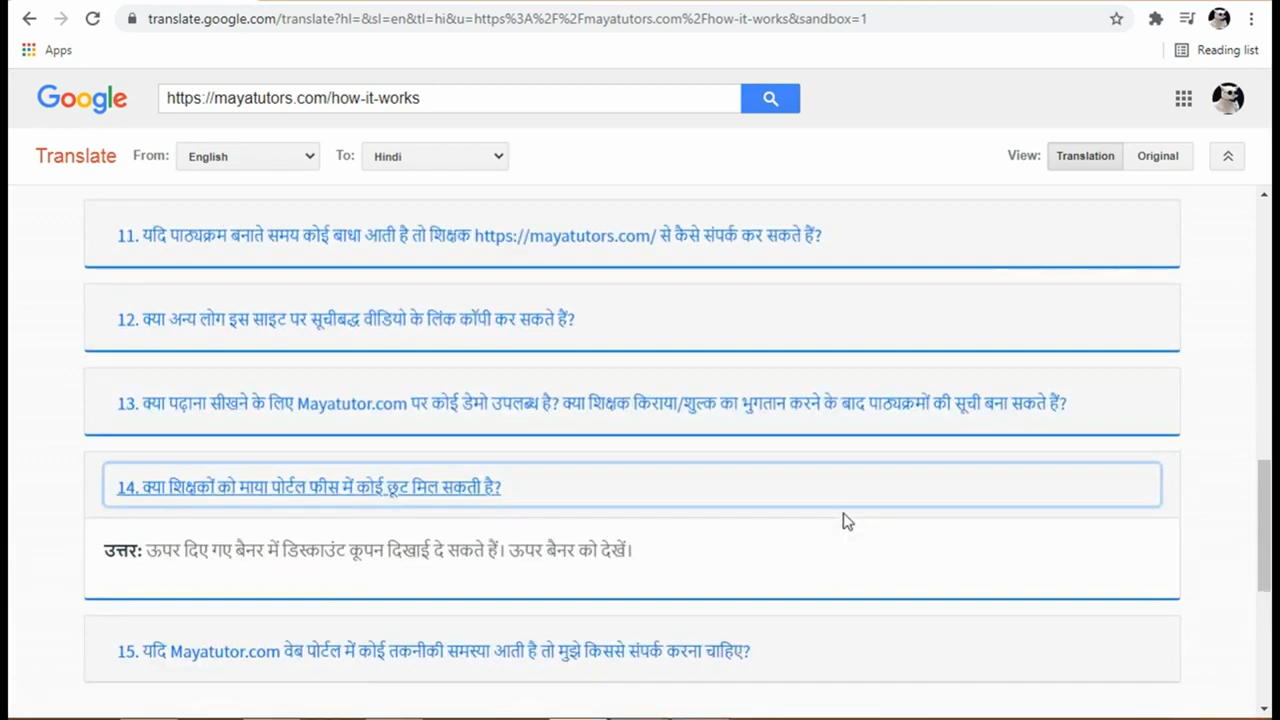 translate.google.com/translate?hl=&sl=en&tl=hi&u=https%3A%2F%2Fmayatutors.com%2Fhow-it-works&sandbox=1
Apps
Reading list
Google
https://mayatutors.com/how-it-works
Translate From: English To: Hindi View: Translation Original
11. यदि पाठ्यक्रम बनाते समय कोई बाधा आती है तो शिक्षक https://mayatutors.com/ से कैसे संपर्क कर सकते हैं?
12. क्या अन्य लोग इस साइट पर सूचीबद्ध वीडियो के लिंक कॉपी कर सकते हैं?
13. क्या पढ़ाना सीखने के लिए Mayatutor.com पर कोई डेमो उपलब्ध है? क्या शिक्षक किराया/शुल्क का भुगतान करने के बाद पाठ्यक्रमों की सूची बना सकते हैं?
14. क्या शिक्षकों को माया पोर्टल फीस में कोई छूट मिल सकती है?
उत्तर: ऊपर दिए गए बैनर में डिस्काउंट कूपन दिखाई दे सकते हैं। ऊपर बैनर को देखें।
15. यदि Mayatutor.com वेब पोर्टल में कोई तकनीकी समस्या आती है तो मुझे किससे संपर्क करना चाहिए?